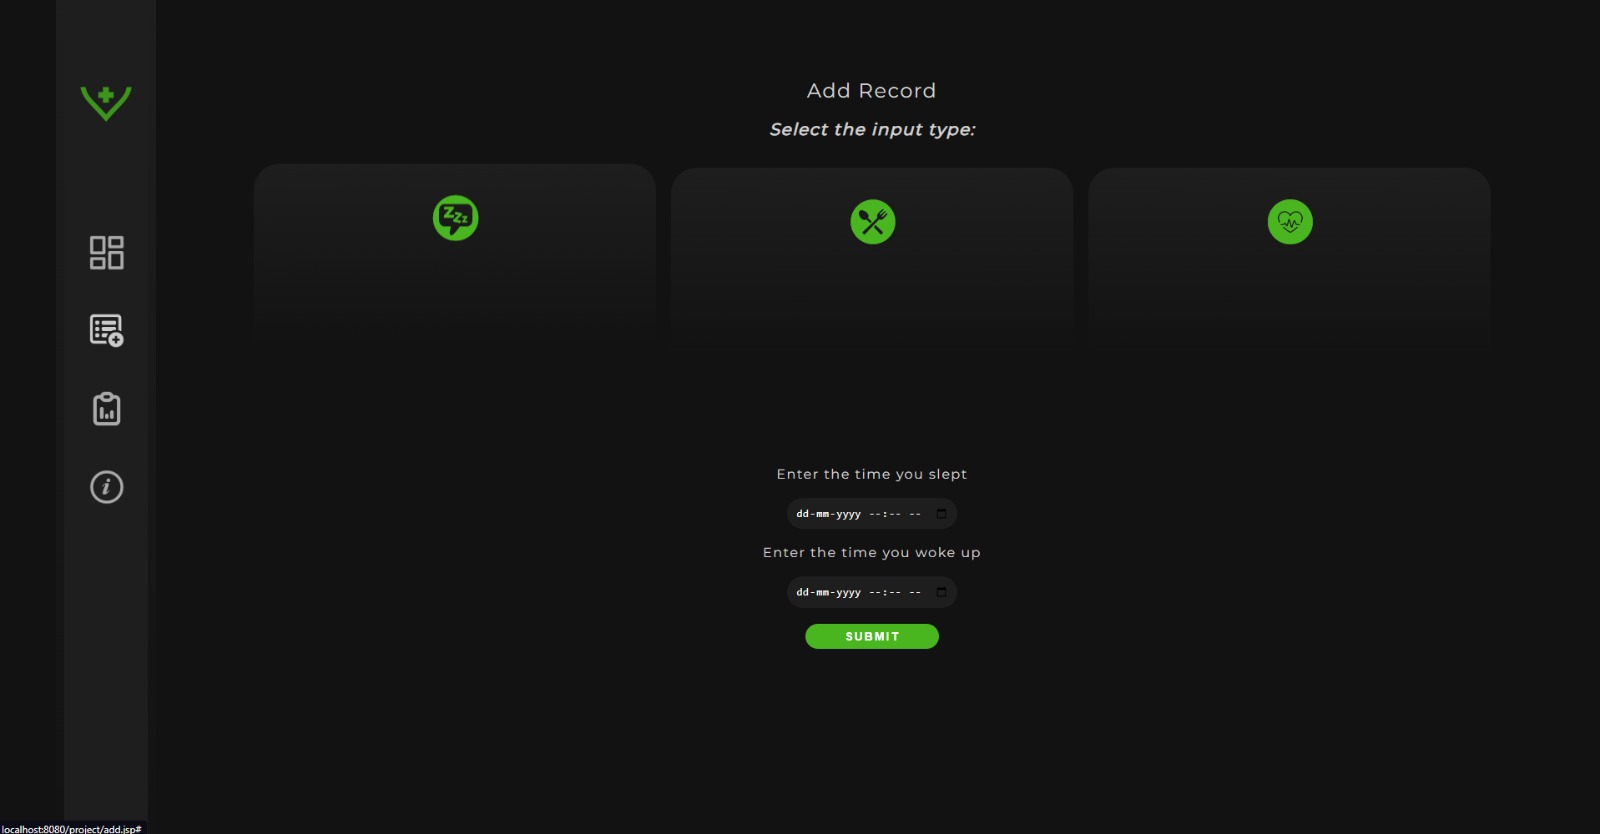 Add Record
Select the input type:
zzz
Enter the time you slept
dd-mm-yyyy --:-- --
Enter the time you woke up
dd-mm-yyyy --:-- --
SUBMIT
localhost:8080/project/add.jsp#